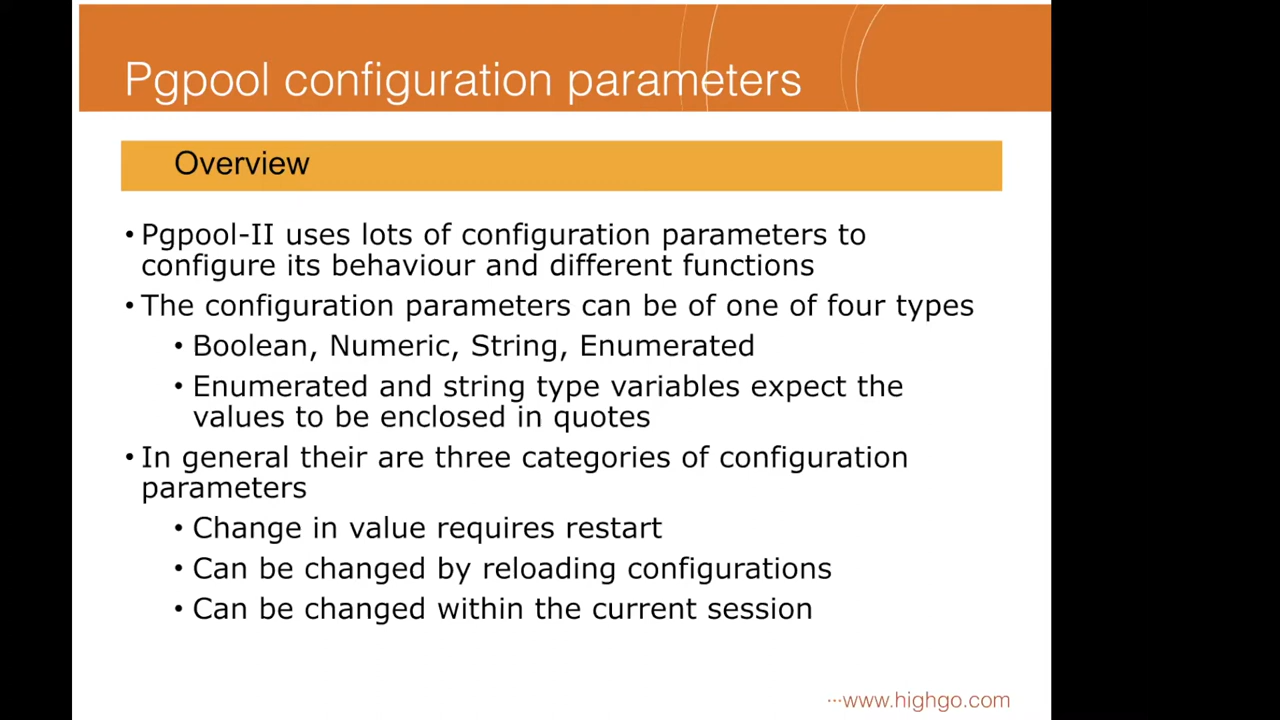 Pgpool configuration parameters
Overview
• Pgpool-II uses lots of configuration parameters to
configure its behaviour and different functions
• The configuration parameters can be of one of four types
• Boolean, Numeric, String, Enumerated
• Enumerated and string type variables expect the
values to be enclosed in quotes
• In general their are three categories of configuration
parameters
• Change in value requires restart
• Can be changed by reloading configurations
• Can be changed within the current session
···www.highgo.com